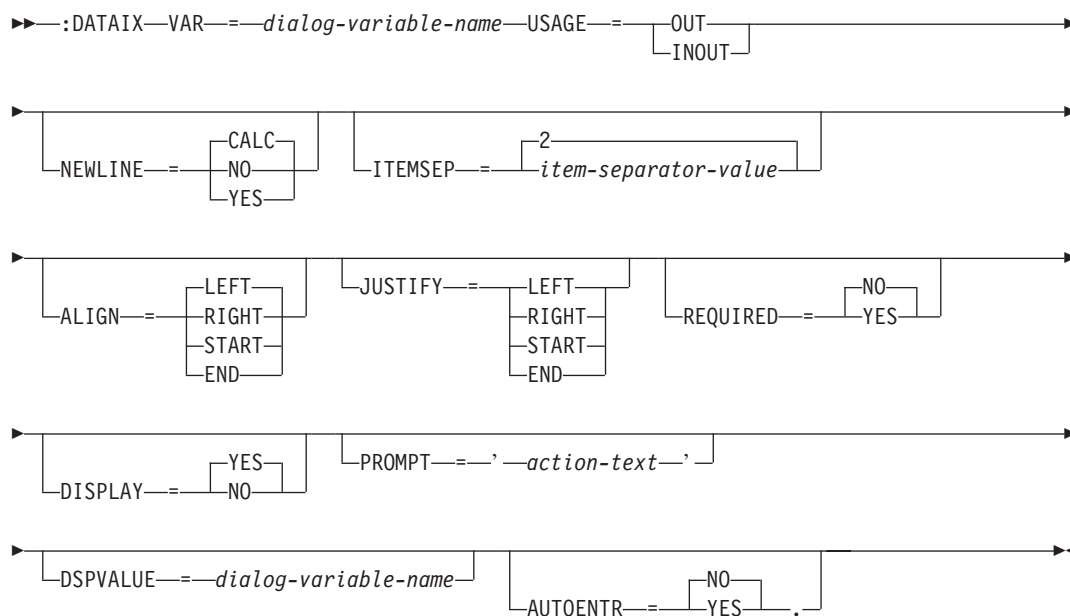 :DATAIX VAR = dialog-variable-name USAGE = OUT
INOUT
CALC
NEWLINE = NO
YES
2
ITEMSEP = item-separator-value
LEFT
ALIGN = RIGHT
START
END
JUSTIFY = LEFT
RIGHT
START
END
NO
REQUIRED = YES
YES
DISPLAY = NO
PROMPT = ' action-text '
DSPVALUE = dialog-variable-name
NO
AUTOENTR = YES .